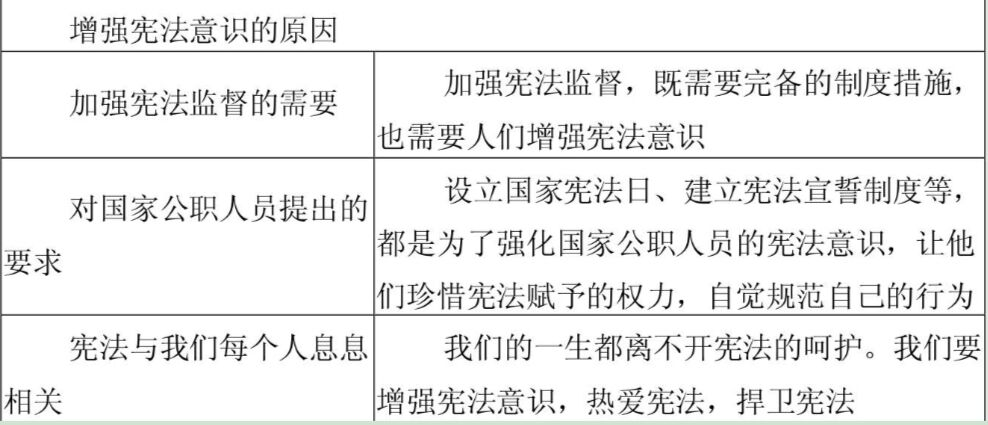 增强宪法意识的原因
加强宪法监督的需要
加强宪法监督，既需要完备的制度措施，
也需要人们增强宪法意识
对国家公职人员提出的
要求
设立国家宪法日、建立宪法宣誓制度等，
都是为了强化国家公职人员的宪法意识，让他
们珍惜宪法赋予的权力，自觉规范自己的行为
宪法与我们每个人息息
相关
我们的一生都离不开宪法的呵护。我们要
增强宪法意识，热爱宪法，捍卫宪法